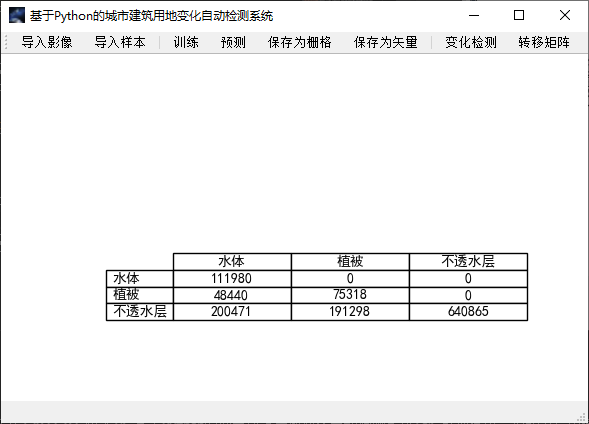 基于Python的城市建筑用地变化自动检测系统
导入影像 导入样本 训练 预测 保存为栅格 保存为矢量 变化检测 转移矩阵
水体 植被 不透水层
水体 111980 0 0
植被 48440 75318 0
不透水层 200471 191298 640865